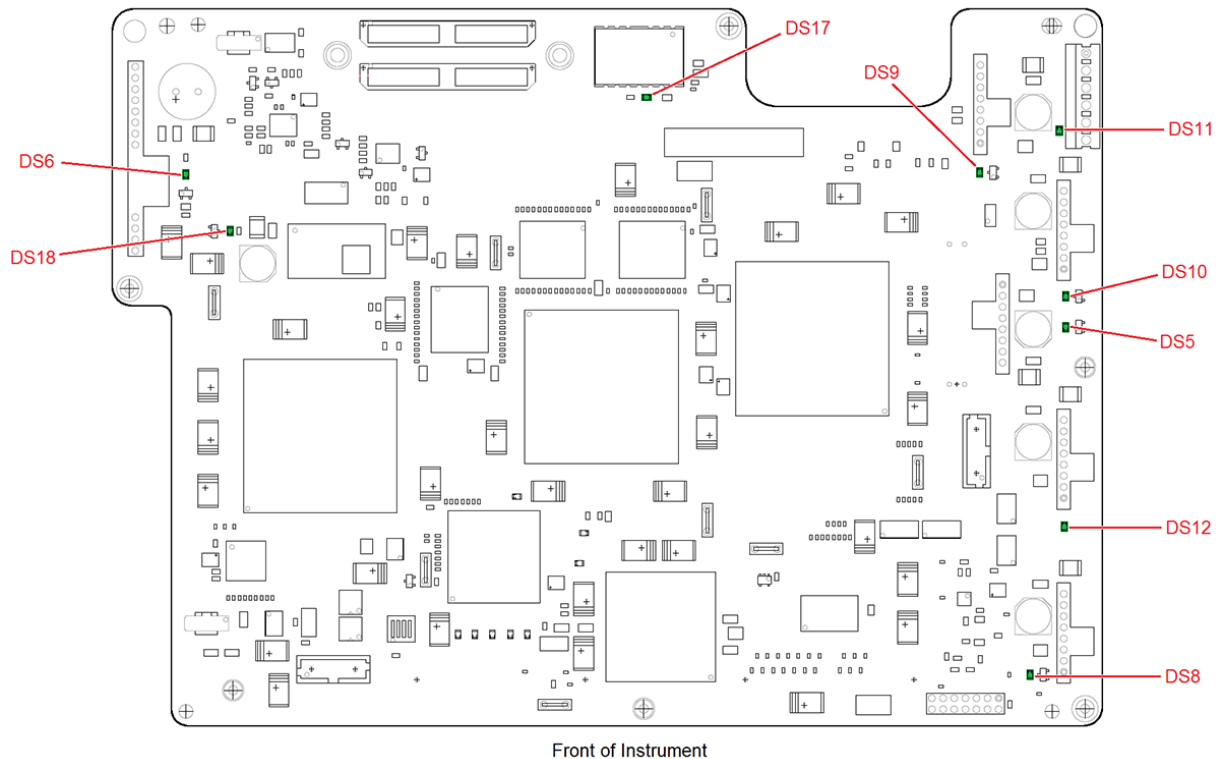 DS17
DS9
DS11
DS6
DS18
DS10
DS5
DS12
DS8
Front of Instrument